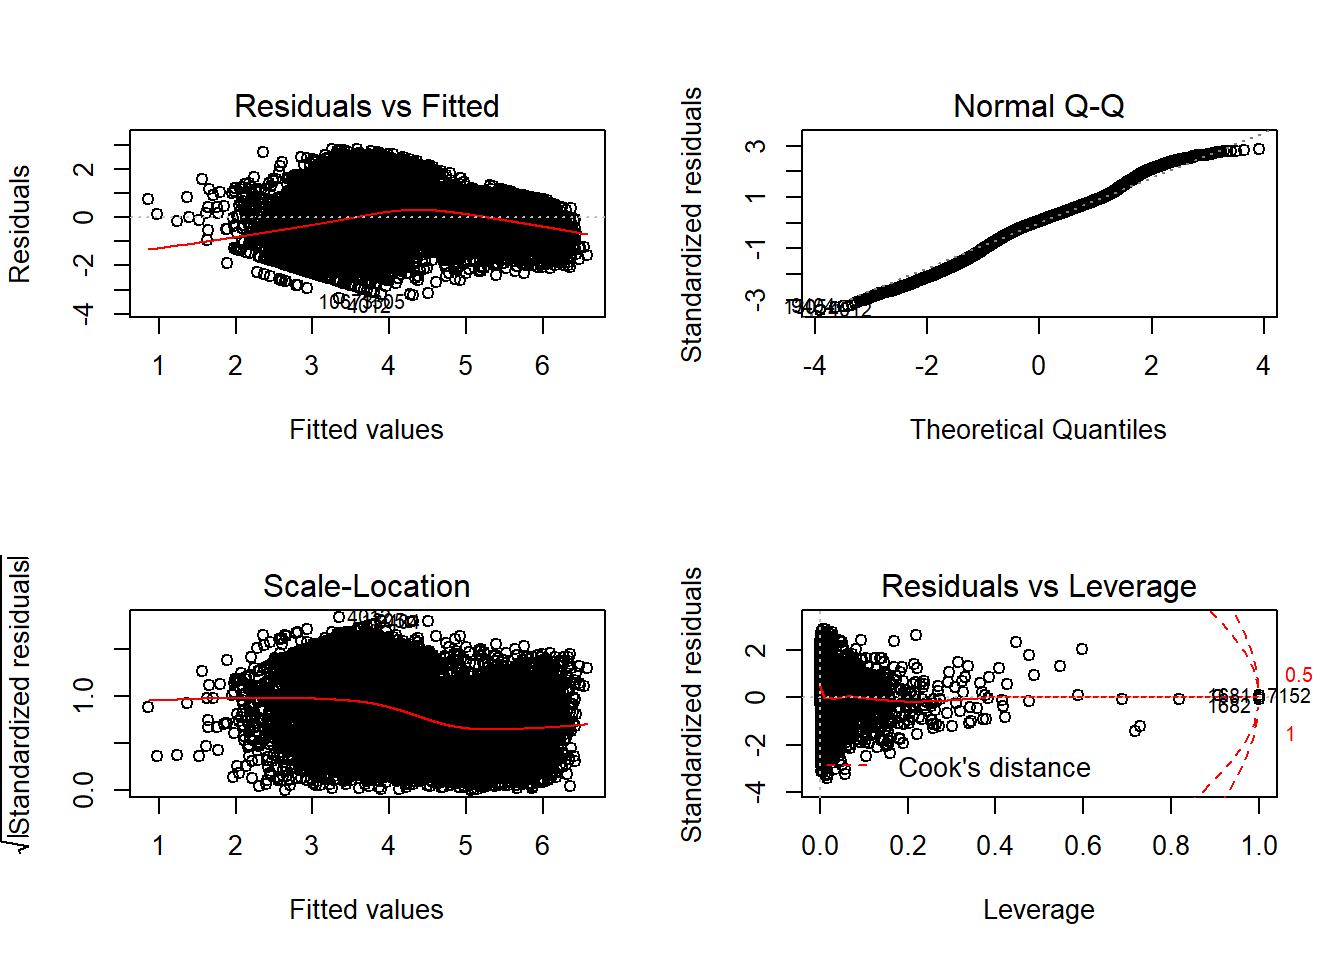 Residuals vs Fitted
Residuals
2
0
-2
-4
4012
1 2 3 4 5 6
Fitted values
Normal Q-Q
Standardized residuals
3
1
-1
-3
4012
-4 -2 0 2 4
Theoretical Quantiles
Scale-Location
√|Standardized residuals|
1.0
0.0
4012
1 2 3 4 5 6
Fitted values
Residuals vs Leverage
Standardized residuals
2
0
-2
-4
0.5
1
1682
Cook's distance
0.0 0.2 0.4 0.6 0.8 1.0
Leverage